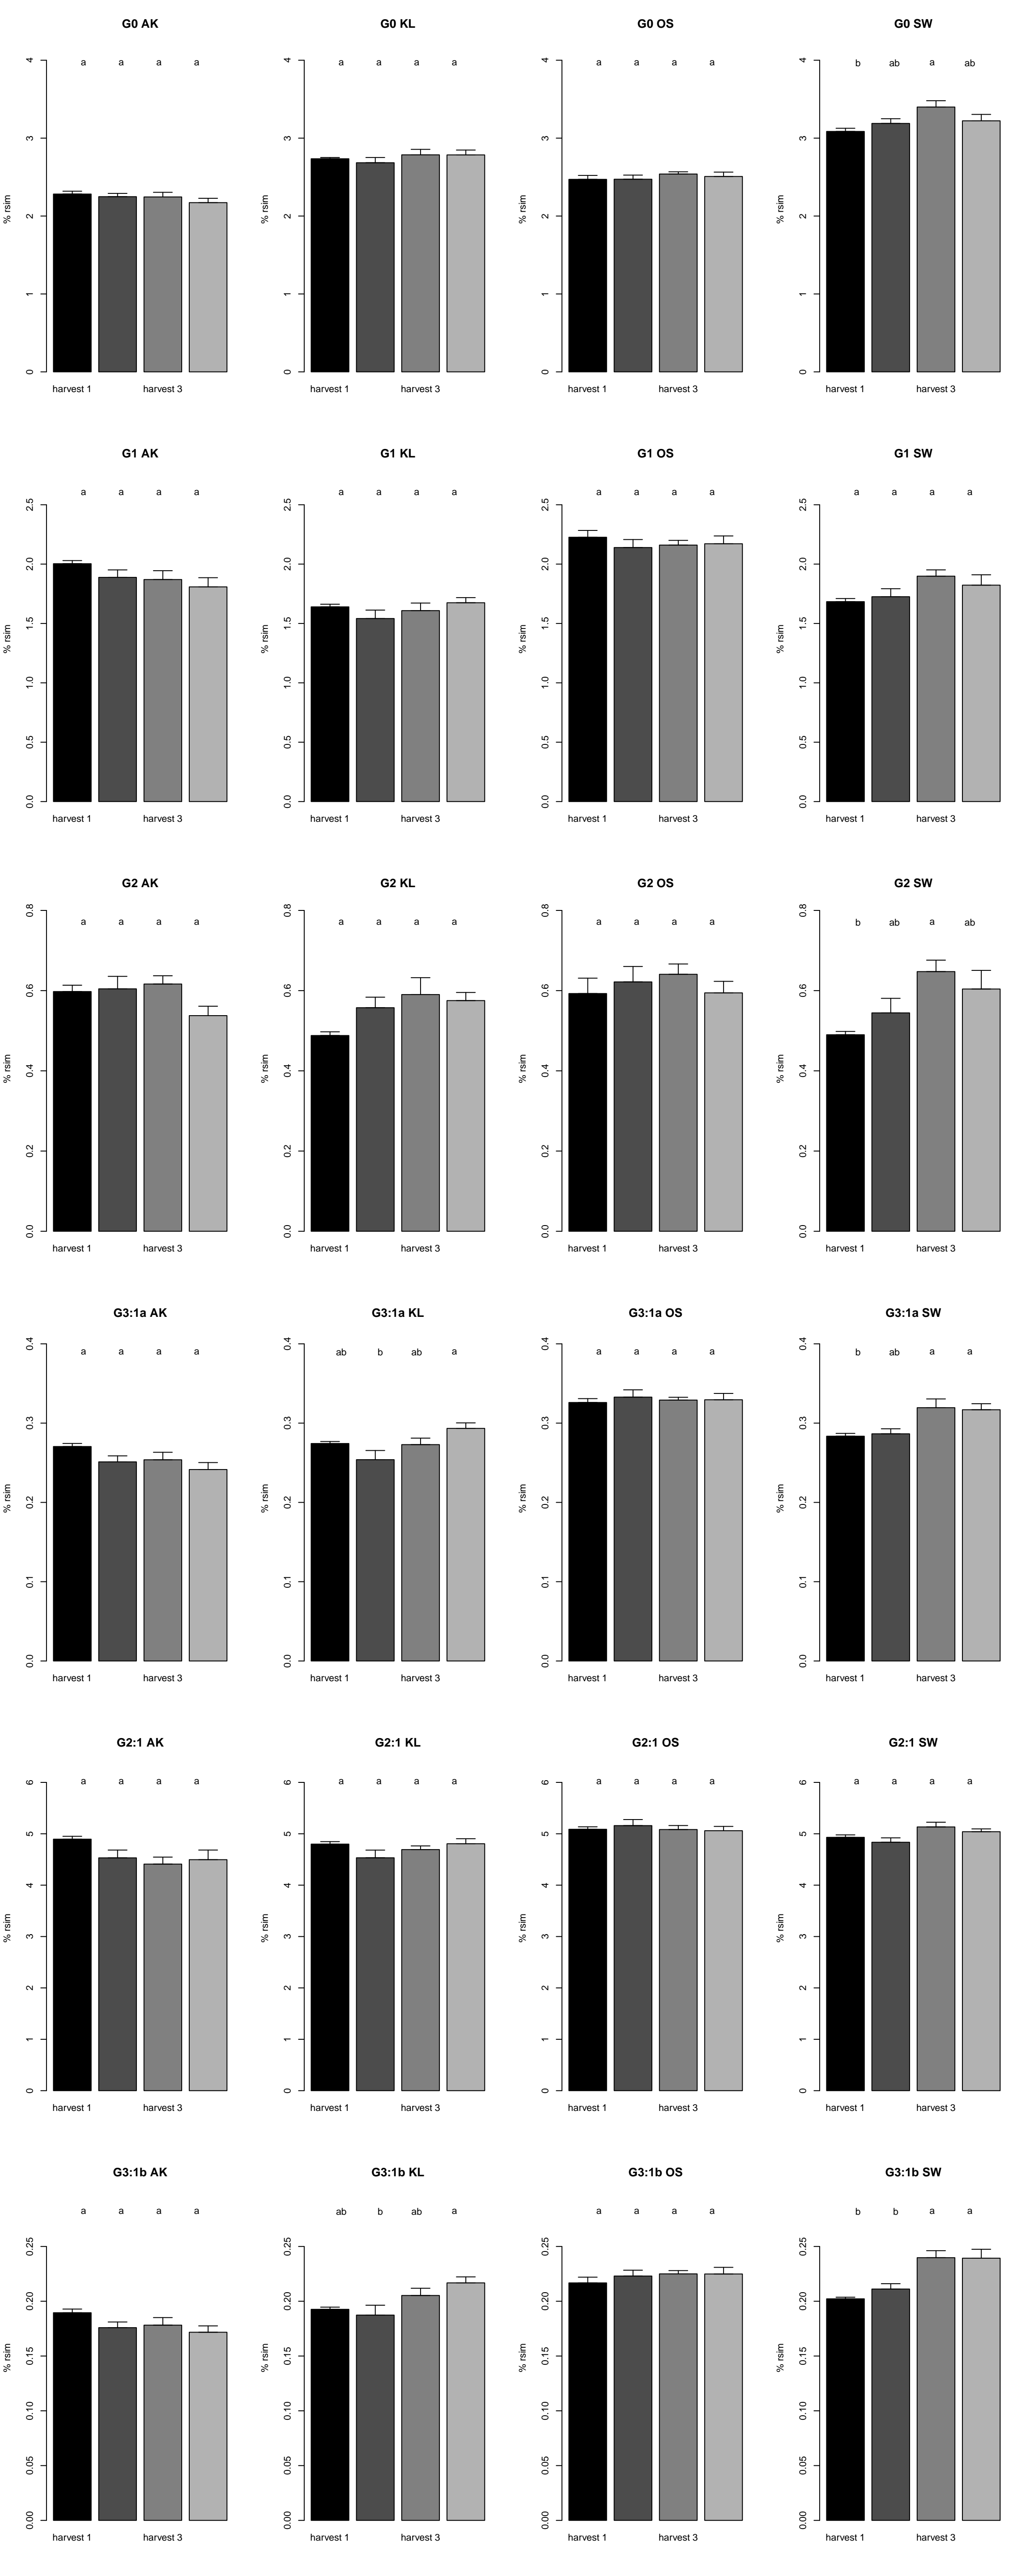 G0 AK
a a a a
% rsim
0 1 2 3 4
harvest 1 harvest 3
G0 KL
a a a a
% rsim
0 1 2 3 4
harvest 1 harvest 3
G0 OS
a a a a
% rsim
0 1 2 3 4
harvest 1 harvest 3
G0 SW
b ab a ab
% rsim
0 1 2 3 4
harvest 1 harvest 3
G1 AK
a a a a
% rsim
0.0 0.5 1.0 1.5 2.0 2.5
harvest 1 harvest 3
G1 KL
a a a a
% rsim
0.0 0.5 1.0 1.5 2.0 2.5
harvest 1 harvest 3
G1 OS
a a a a
% rsim
0.0 0.5 1.0 1.5 2.0 2.5
harvest 1 harvest 3
G1 SW
a a a a
% rsim
0.0 0.5 1.0 1.5 2.0 2.5
harvest 1 harvest 3
G2 AK
a a a a
% rsim
0.0 0.2 0.4 0.6 0.8
harvest 1 harvest 3
G2 KL
a a a a
% rsim
0.0 0.2 0.4 0.6 0.8
harvest 1 harvest 3
G2 OS
a a a a
% rsim
0.0 0.2 0.4 0.6 0.8
harvest 1 harvest 3
G2 SW
b ab a ab
% rsim
0.0 0.2 0.4 0.6 0.8
harvest 1 harvest 3
G3:1a AK
a a a a
% rsim
0.0 0.1 0.2 0.3 0.4
harvest 1 harvest 3
G3:1a KL
ab b ab a
% rsim
0.0 0.1 0.2 0.3 0.4
harvest 1 harvest 3
G3:1a OS
a a a a
% rsim
0.0 0.1 0.2 0.3 0.4
harvest 1 harvest 3
G3:1a SW
b ab a a
% rsim
0.0 0.1 0.2 0.3 0.4
harvest 1 harvest 3
G2:1 AK
a a a a
% rsim
0 1 2 3 4 5 6
harvest 1 harvest 3
G2:1 KL
a a a a
% rsim
0 1 2 3 4 5 6
harvest 1 harvest 3
G2:1 OS
a a a a
% rsim
0 1 2 3 4 5 6
harvest 1 harvest 3
G2:1 SW
a a a a
% rsim
0 1 2 3 4 5 6
harvest 1 harvest 3
G3:1b AK
a a a a
% rsim
0.00 0.05 0.10 0.15 0.20 0.25
harvest 1 harvest 3
G3:1b KL
ab b ab a
% rsim
0.00 0.05 0.10 0.15 0.20 0.25
harvest 1 harvest 3
G3:1b OS
a a a a
% rsim
0.00 0.05 0.10 0.15 0.20 0.25
harvest 1 harvest 3
G3:1b SW
b b a a
% rsim
0.00 0.05 0.10 0.15 0.20 0.25
harvest 1 harvest 3